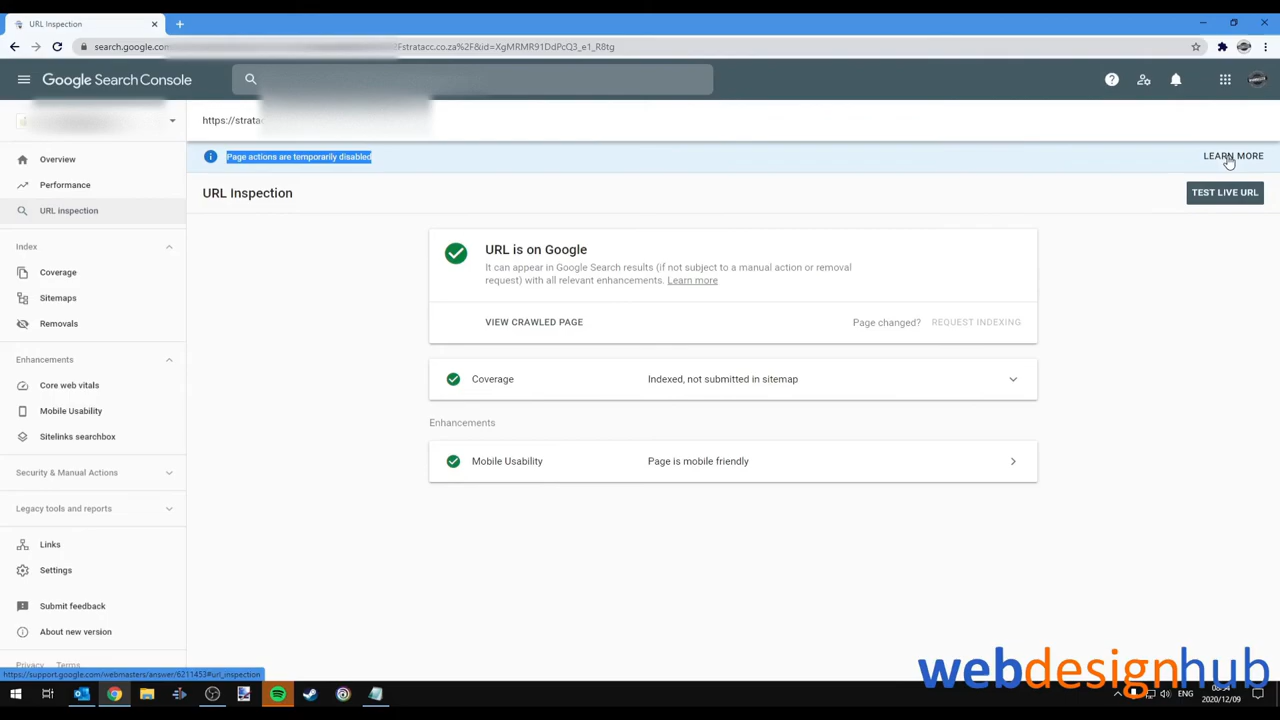 URL Inspection
search.google.com
Fstratacc.co.za%2F&id=XgMRMR91DdPcQ3_e1_R8tg
Google Search Console
https://strata
Overview
Performance
URL inspection
Index
Coverage
Sitemaps
Removals
Enhancements
Core web vitals
Mobile Usability
Sitelinks searchbox
Security & Manual Actions
Legacy tools and reports
Links
Settings
Submit feedback
About new version
Privacy Terms
https://support.google.com/webmasters/answer/6211453#url_inspection
Page actions are temporarily disabled
LEARN MORE
URL Inspection
TEST LIVE URL
URL is on Google
It can appear in Google Search results (if not subject to a manual action or removal
request) with all relevant enhancements. Learn more
VIEW CRAWLED PAGE
Page changed? REQUEST INDEXING
Coverage Indexed, not submitted in sitemap
Enhancements
Mobile Usability Page is mobile friendly
webdesignhub
ENG
2020/12/09